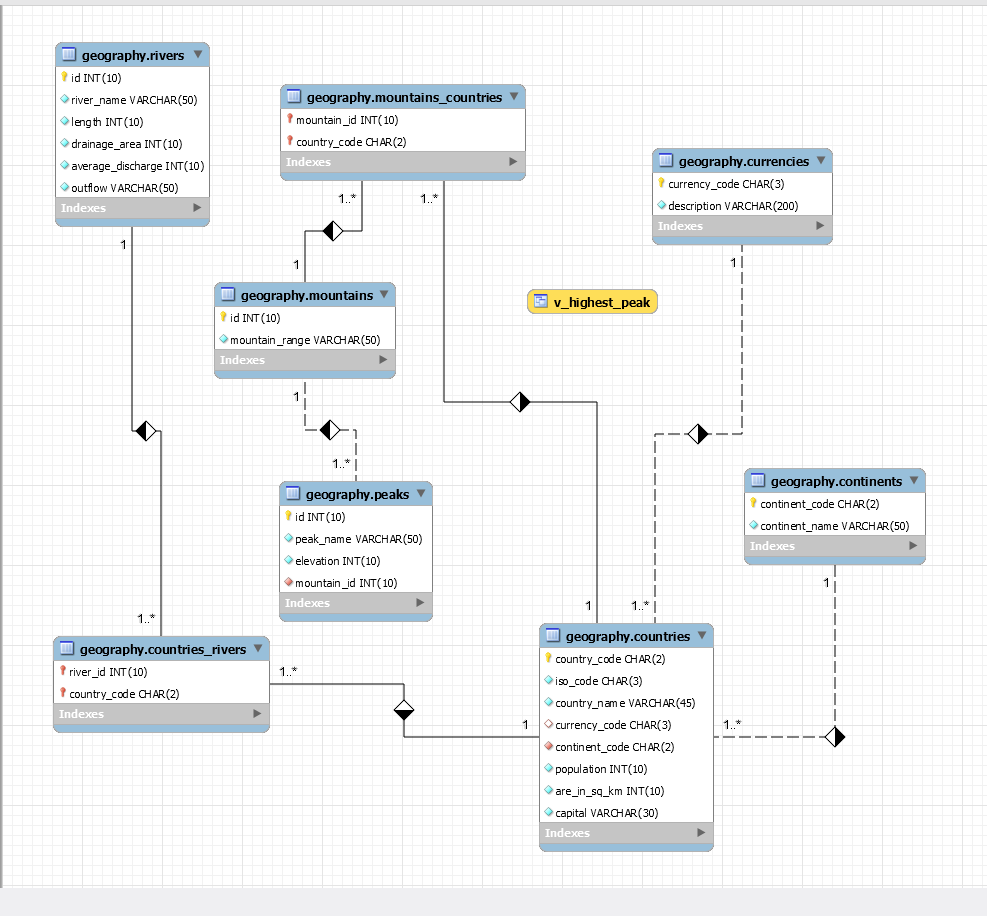 geography.rivers
id INT(10)
river_name VARCHAR(50)
length INT(10)
drainage_area INT(10)
average_discharge INT(10)
outflow VARCHAR(50)
Indexes
1
geography.mountains_countries
mountain_id INT(10)
country_code CHAR(2)
Indexes
1..*
1..*
1
geography.currencies
currency_code CHAR(3)
description VARCHAR(200)
Indexes
1
geography.mountains
id INT(10)
mountain_range VARCHAR(50)
Indexes
1
1..*
v_highest_peak
geography.peaks
id INT(10)
peak_name VARCHAR(50)
elevation INT(10)
mountain_id INT(10)
Indexes
geography.continents
continent_code CHAR(2)
continent_name VARCHAR(50)
Indexes
1
1..*
geography.countries_rivers
river_id INT(10)
country_code CHAR(2)
Indexes
1..*
1
1
1..*
geography.countries
country_code CHAR(2)
iso_code CHAR(3)
country_name VARCHAR(45)
currency_code CHAR(3)
continent_code CHAR(2)
population INT(10)
are_in_sq_km INT(10)
capital VARCHAR(30)
Indexes
1..*